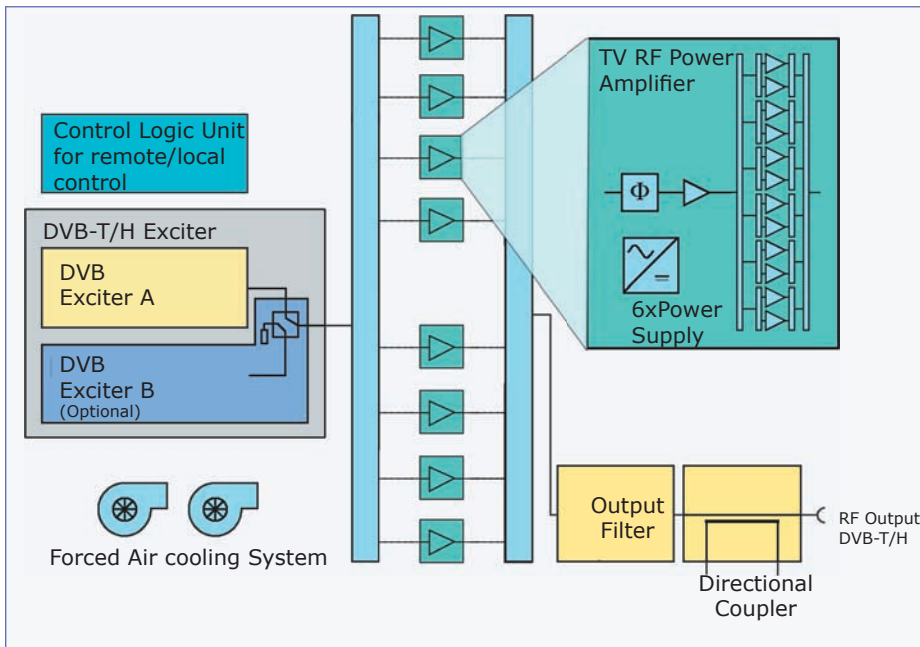 TV RF Power
Amplifier
Φ
6xPower
Supply
Control Logic Unit
for remote/local
control
DVB-T/H Exciter
DVB
Exciter A
DVB
Exciter B
(Optional)
Forced Air cooling System
Output
Filter
RF Output
DVB-T/H
Directional
Coupler